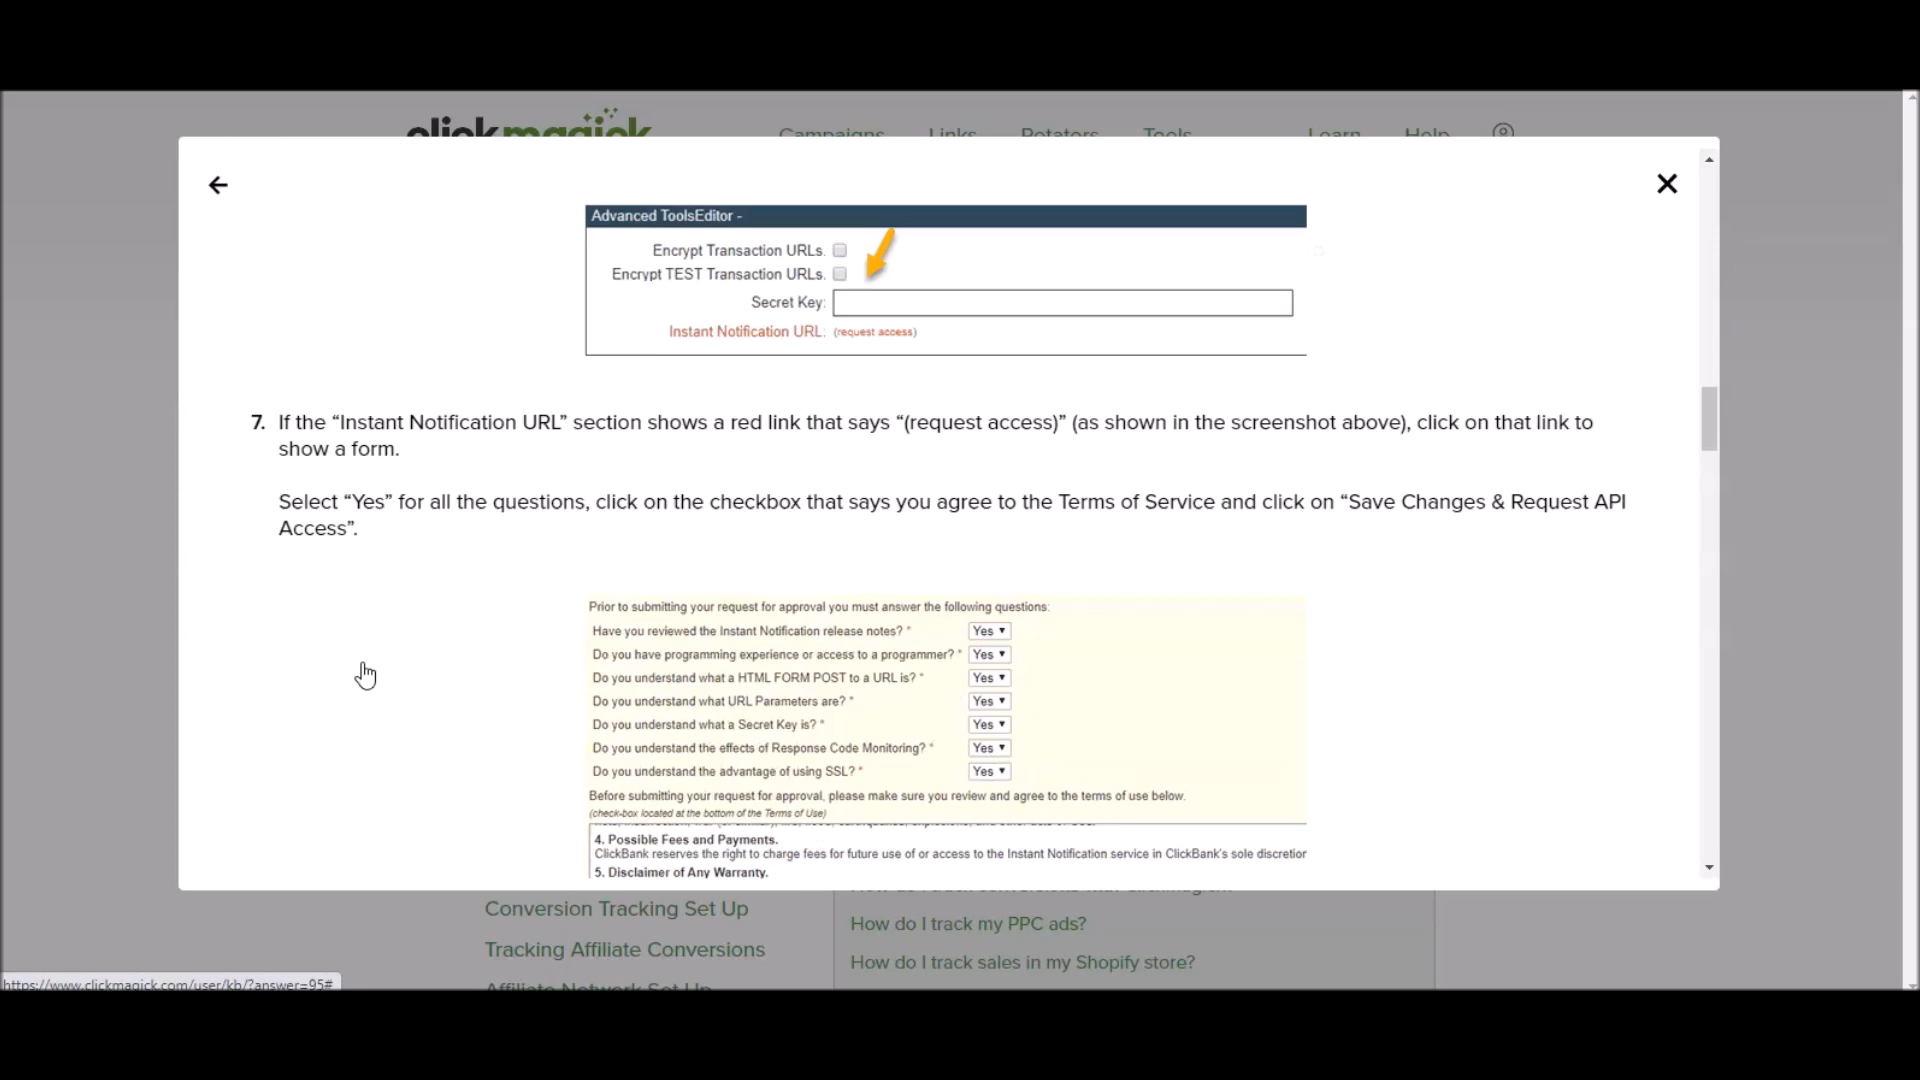 clickmagick
Campaigns Links Rotators Tools Learn Help
Advanced ToolsEditor -
Encrypt Transaction URLs.
Encrypt TEST Transaction URLs.
Secret Key:
Instant Notification URL: (request access)
7. If the “Instant Notification URL” section shows a red link that says “(request access)” (as shown in the screenshot above), click on that link to
show a form.
Select “Yes” for all the questions, click on the checkbox that says you agree to the Terms of Service and click on “Save Changes & Request API
Access”.
Prior to submitting your request for approval you must answer the following questions:
Have you reviewed the Instant Notification release notes? * Yes
Do you have programming experience or access to a programmer? * Yes
Do you understand what a HTML FORM POST to a URL is? * Yes
Do you understand what URL Parameters are? * Yes
Do you understand what a Secret Key is? * Yes
Do you understand the effects of Response Code Monitoring? * Yes
Do you understand the advantage of using SSL? * Yes
Before submitting your request for approval, please make sure you review and agree to the terms of use below.
(check-box located at the bottom of the Terms of Use)
4. Possible Fees and Payments.
ClickBank reserves the right to charge fees for future use of or access to the Instant Notification service in ClickBank's sole discretion
5. Disclaimer of Any Warranty.
Conversion Tracking Set Up
How do I track my PPC ads?
Tracking Affiliate Conversions
How do I track sales in my Shopify store?
Affiliate Network Set Up
https://www.clickmagick.com/user/kb/?answer=95#